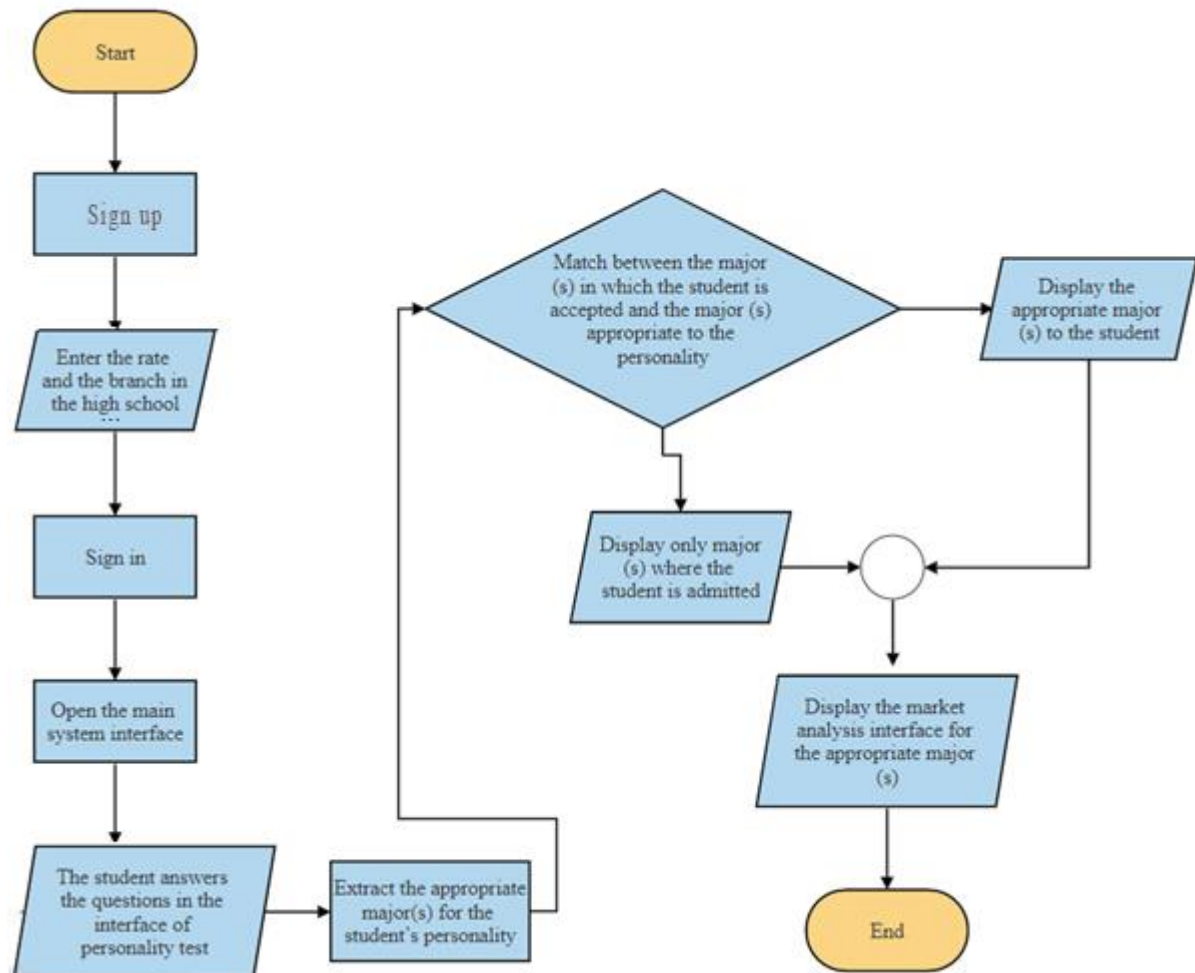 Start
Sign up
Enter the rate
and the branch in
the high school
...
Sign in
Open the main
system interface
The student answers
the questions in the
interface of
personality test
Extract the appropriate
major(s) for the
student's personality
Match between the major
(s) in which the student is
accepted and the major (s)
appropriate to the
personality
Display the
appropriate major
(s) to the student
Display only major
(s) where the
student is admitted
Display the market
analysis interface for
the appropriate major
(s)
End